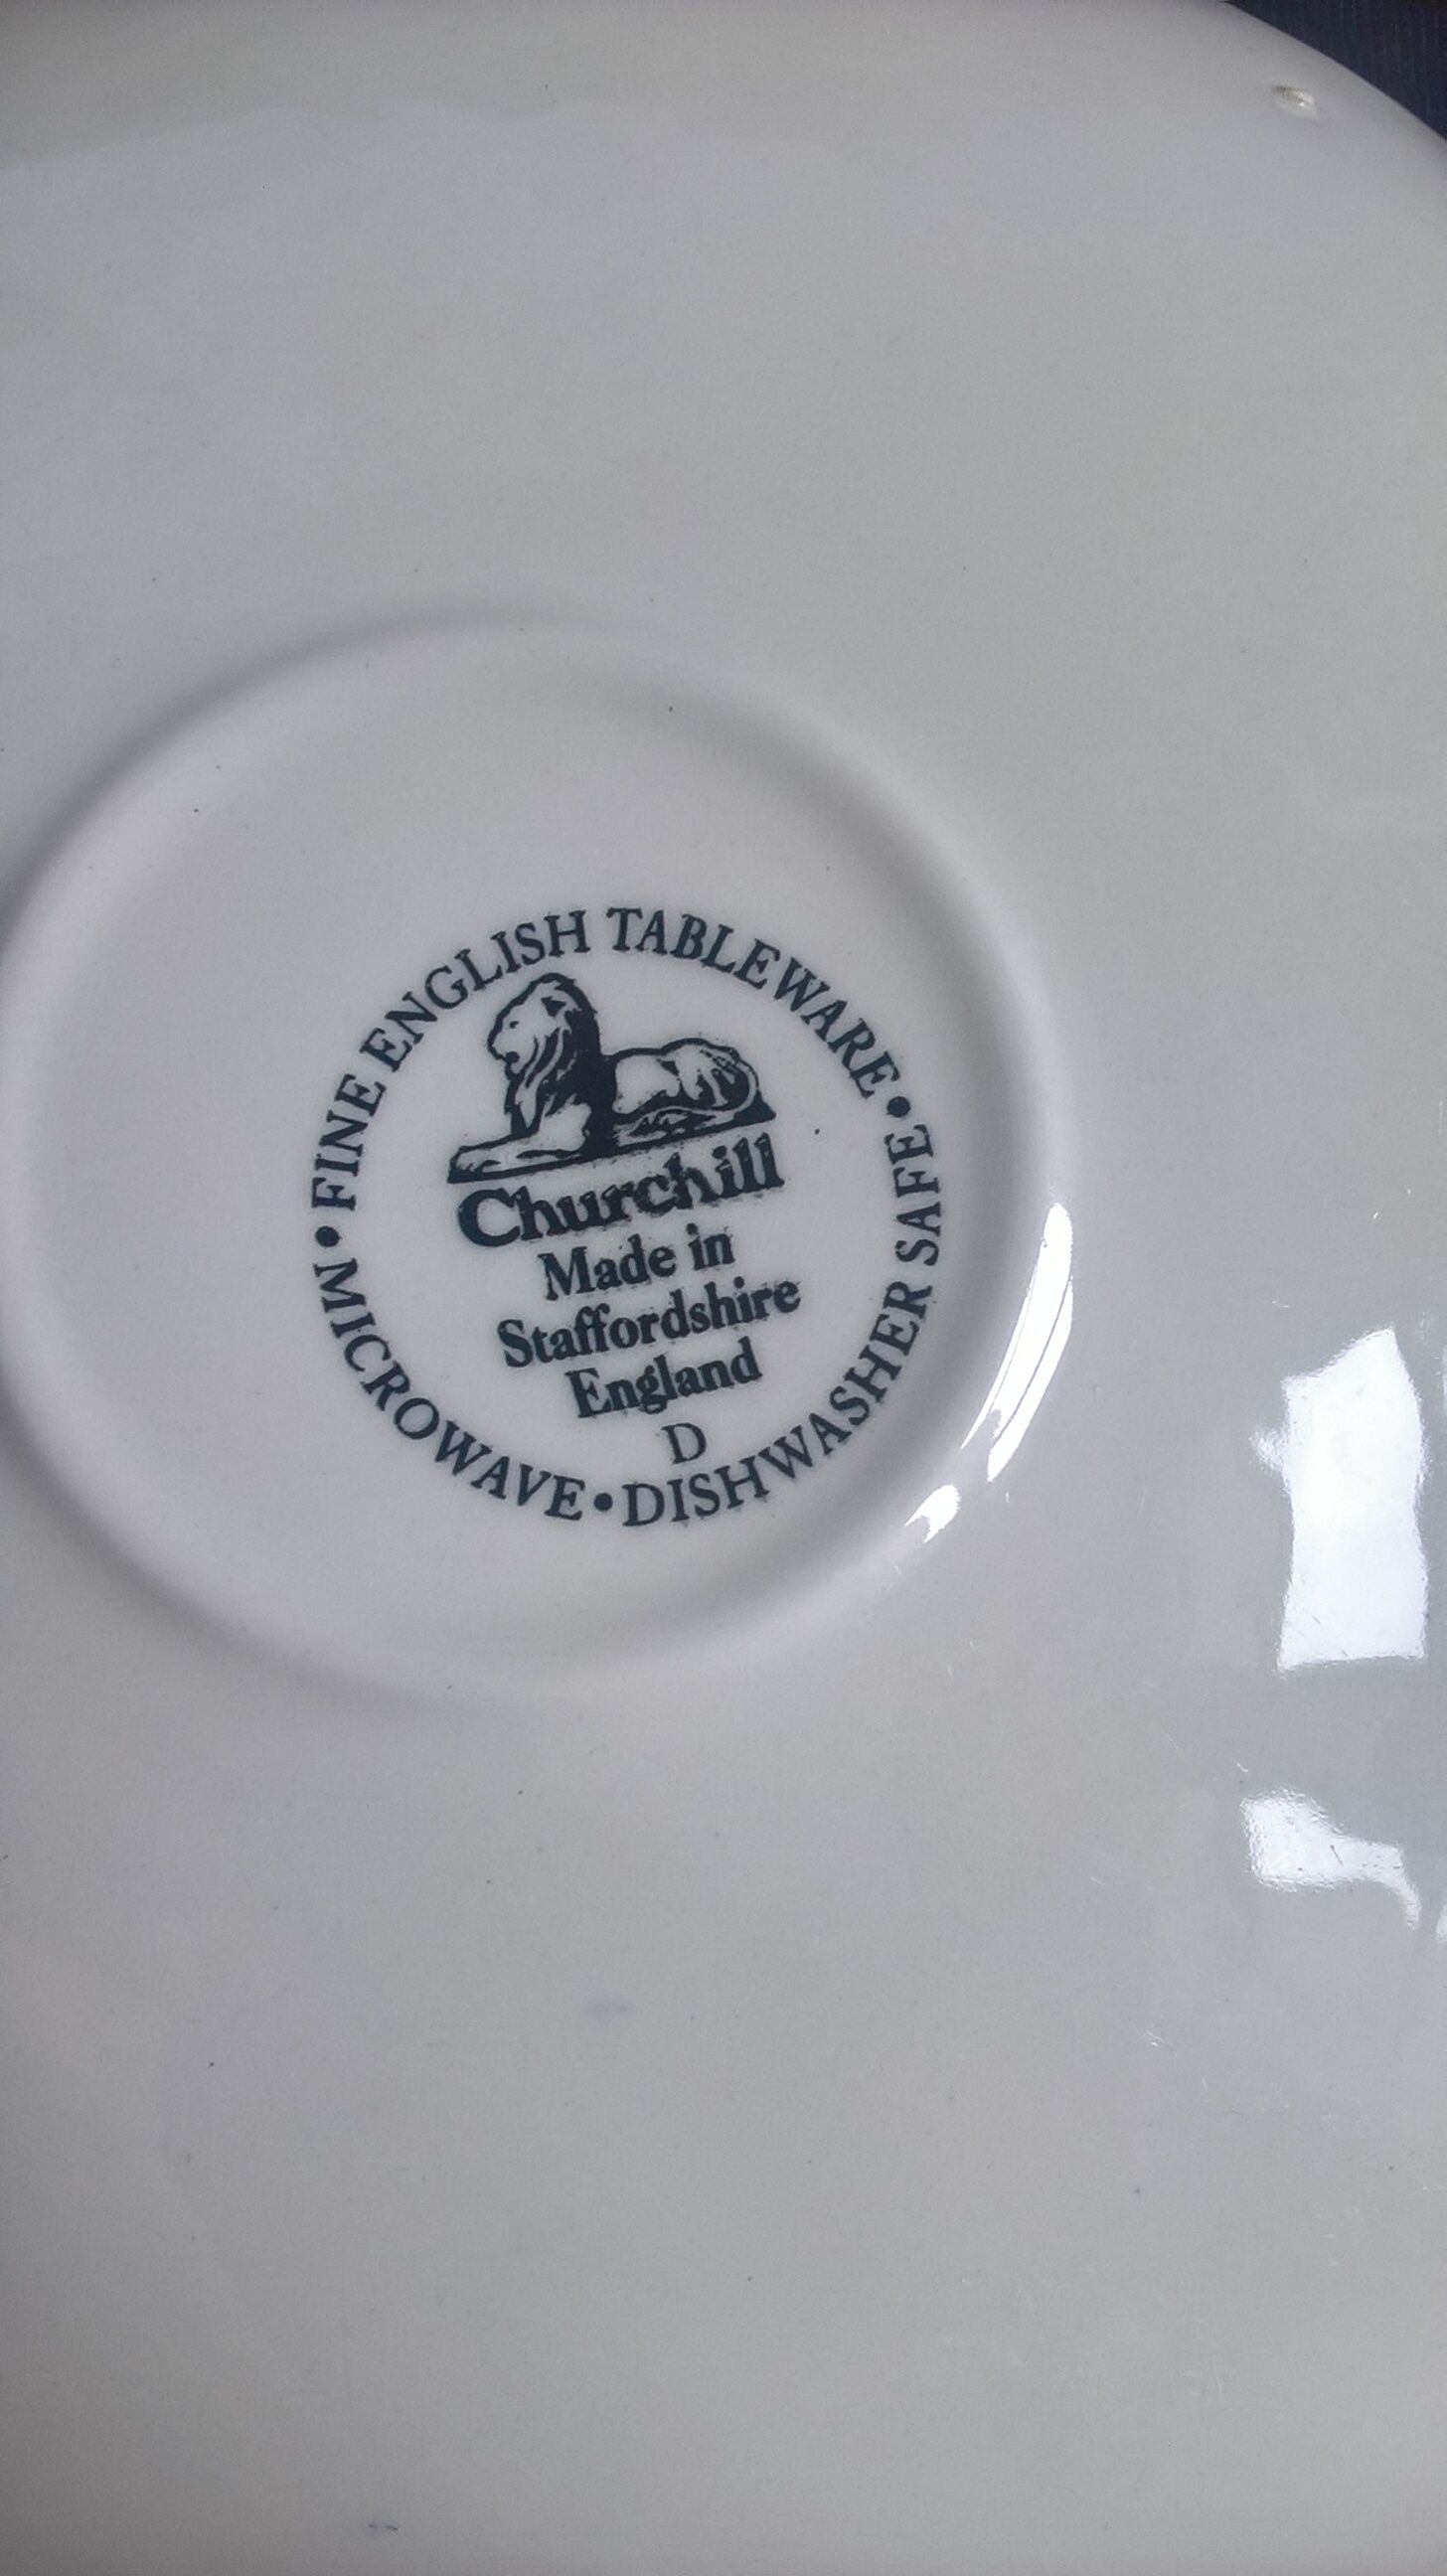 • FINE ENGLISH TABLEWARE •
Churchill
Made in
Staffordshire
England
D
MICROWAVE • DISHWASHER SAFE